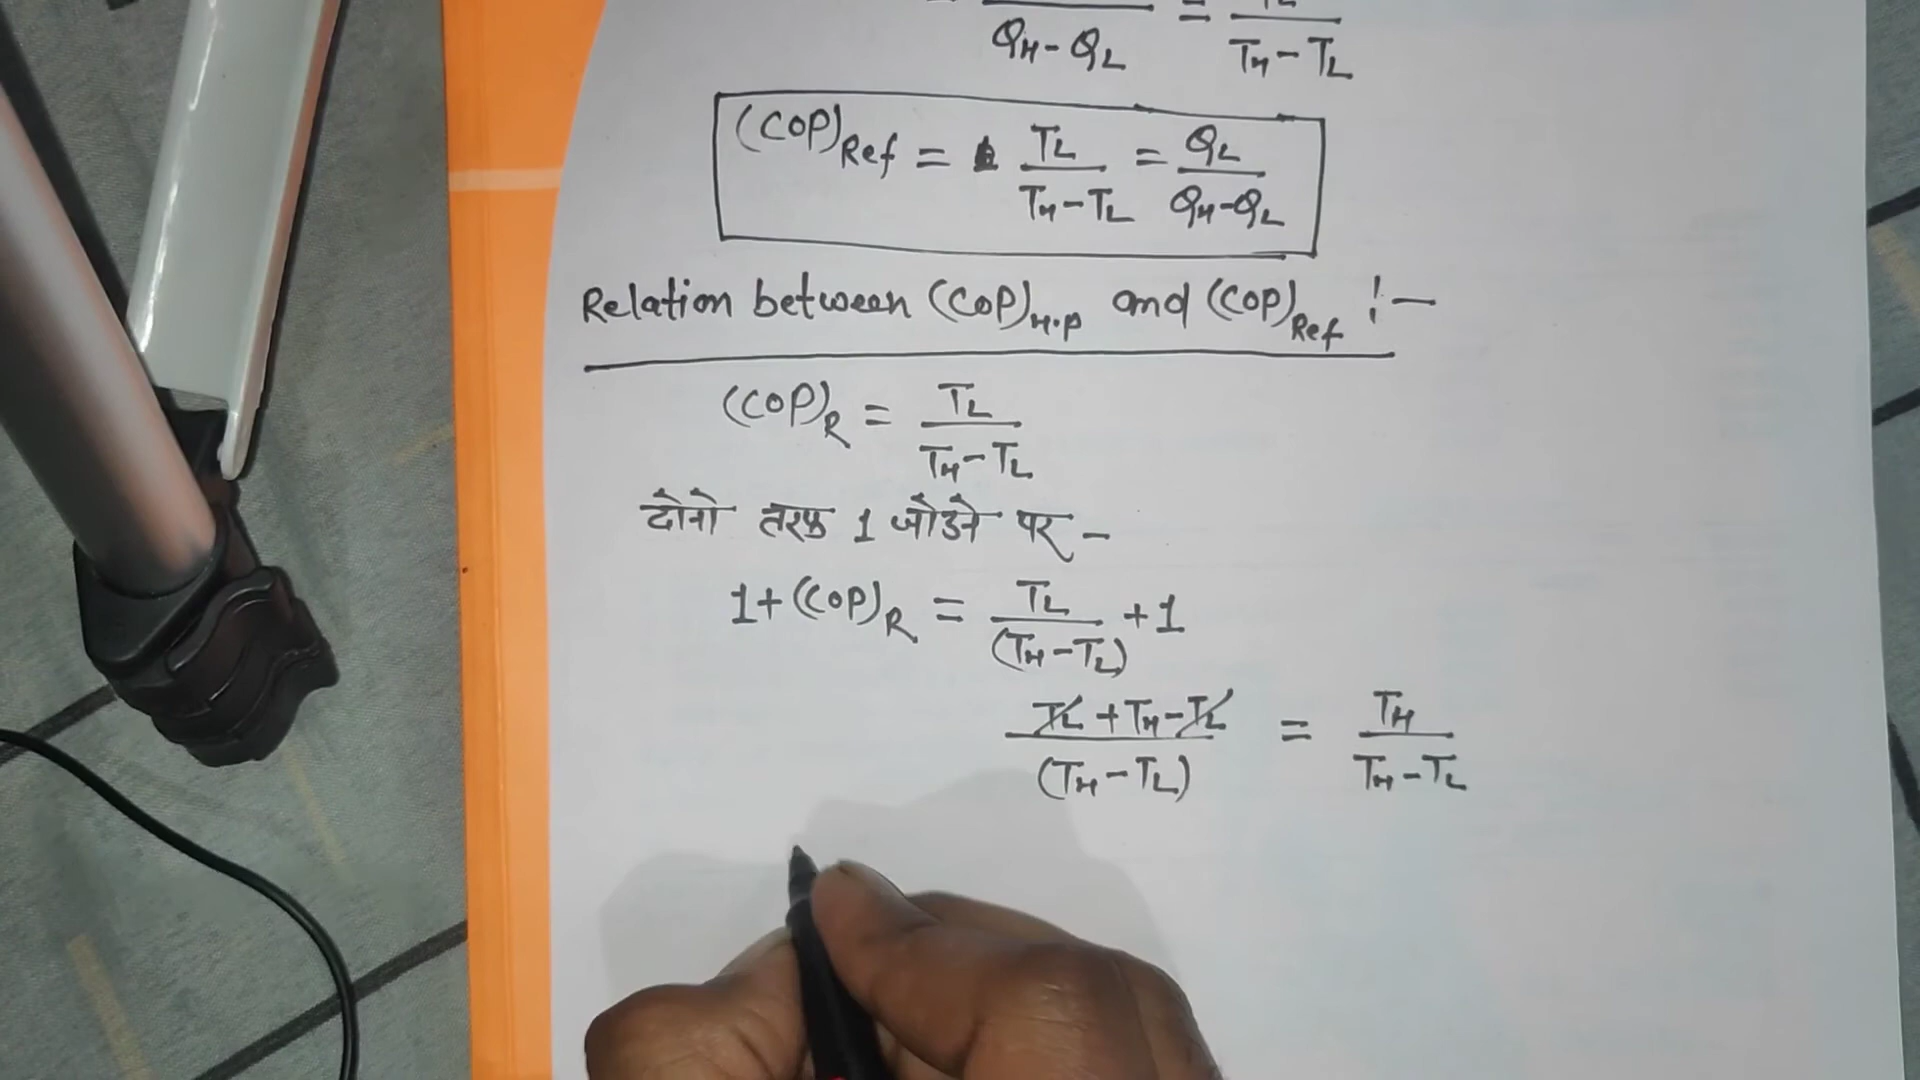 = ――― = TL
QH - QL   TH - TL
(COP)Ref = TL / TH - TL = QL / QH - QL
Relation between (COP)H.P and (COP)Ref :-
(COP)R = TL / TH - TL
दोनो तरफ 1 जोडने पर -
1 + (COP)R = TL / (TH - TL) + 1
TL + TH - TL / (TH - TL) = TH / TH - TL